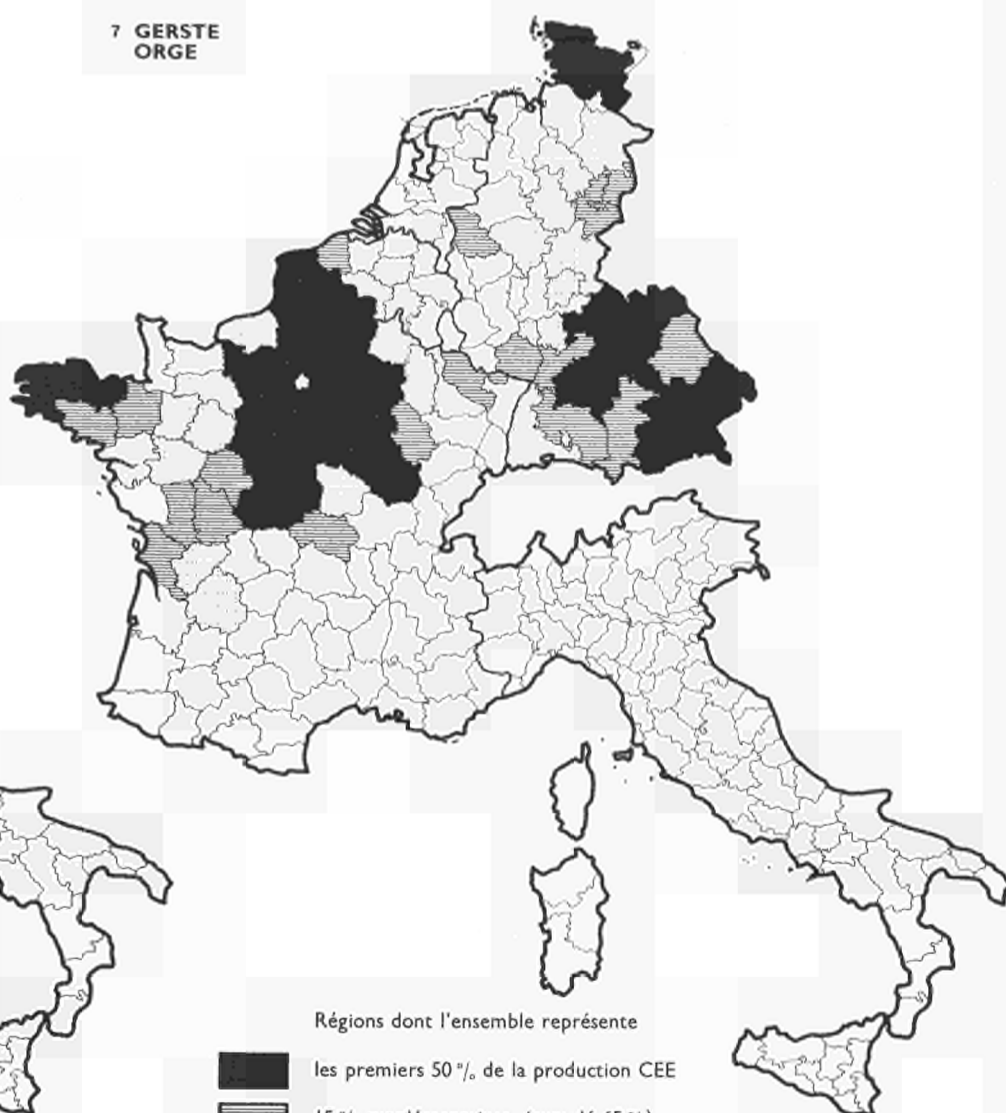 7 GERSTE
ORGE
Régions dont l'ensemble représente
les premiers 50 % de la production CEE